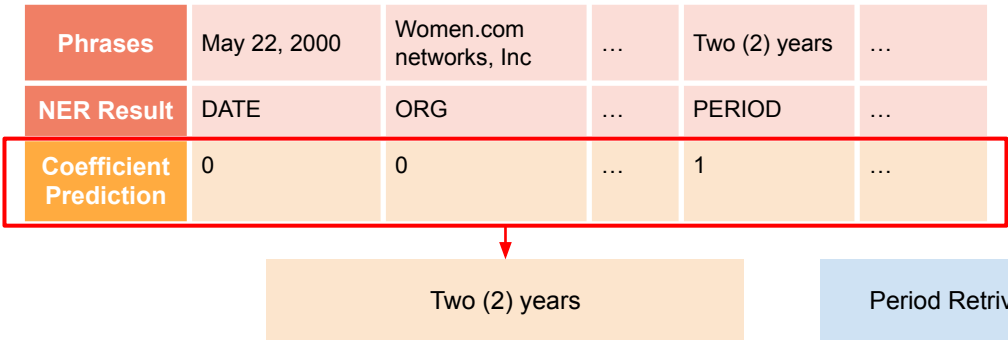 Phrases May 22, 2000 Women.com networks, Inc … Two (2) years …
NER Result DATE ORG … PERIOD …
Coefficient Prediction 0 0 … 1 …
Two (2) years
Period Retriv